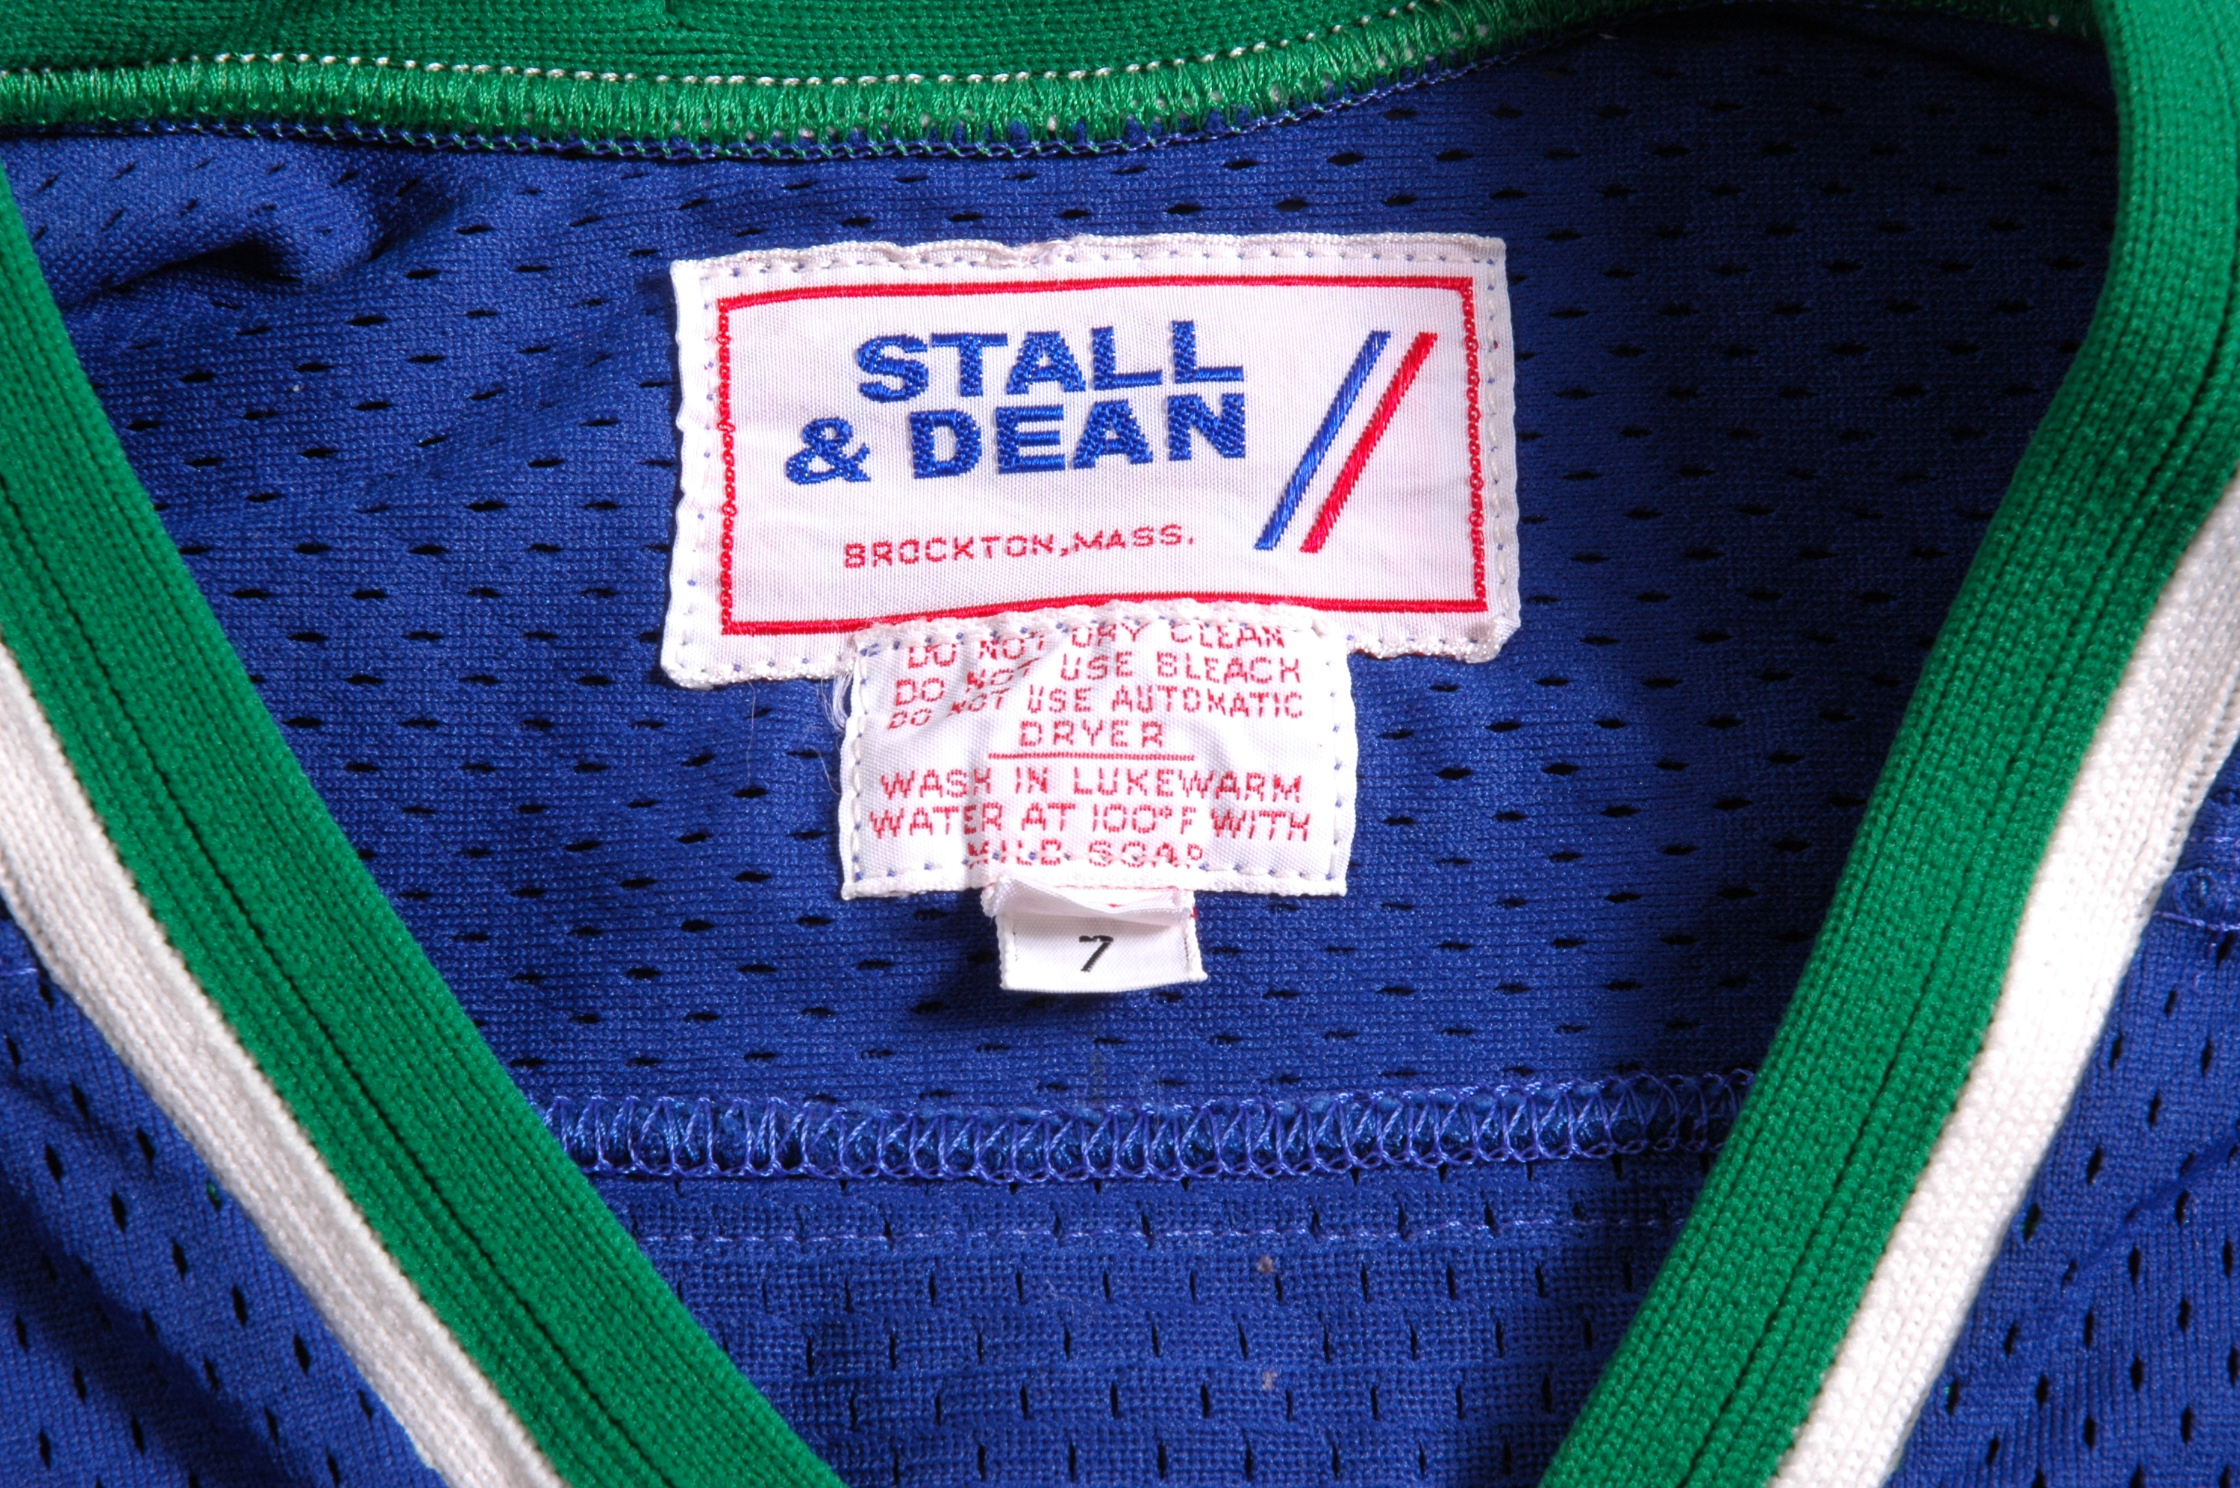 STALL
& DEAN
BROCKTON, MASS.
DO NOT DRY CLEAN
DO NOT USE BLEACH
DO NOT USE AUTOMATIC
DRYER
WASH IN LUKEWARM
WATER AT 100°F WITH
MILD SOAP
7